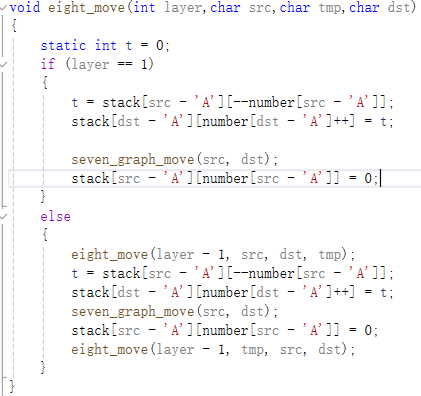 void eight_move(int layer,char src,char tmp,char dst)
{
static int t = 0;
if (layer == 1)
{
t = stack[src - 'A'][--number[src - 'A']];
stack[dst - 'A'][number[dst - 'A']++] = t;
seven_graph_move(src, dst);
stack[src - 'A'][number[src - 'A']] = 0;
}
else
{
eight_move(layer - 1, src, dst, tmp);
t = stack[src - 'A'][--number[src - 'A']];
stack[dst - 'A'][number[dst - 'A']++] = t;
seven_graph_move(src, dst);
stack[src - 'A'][number[src - 'A']] = 0;
eight_move(layer - 1, tmp, src, dst);
}
}